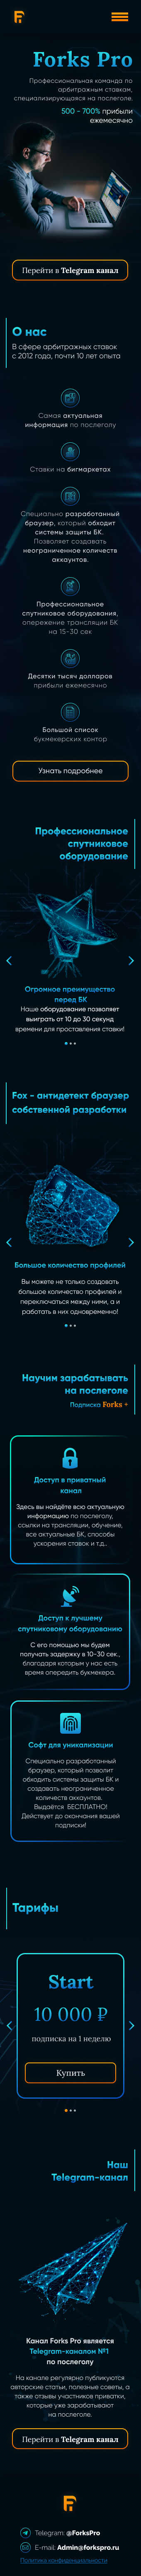 Forks Pro
Профессиональная команда по
арбитражным ставкам,
специализирующаяся на послеголе.
500 - 700% прибыли
ежемесячно
Перейти в Telegram канал
О нас
В сфере арбитражных ставок
с 2012 года, почти 10 лет опыта
Самая актуальная
информация по послеголу
Ставки на бигмаркетах
Специально разработанный
браузер, который обходит
системы защиты БК.
Позволяет создавать
неограниченное количеств
аккаунтов.
Профессиональное
спутниковое оборудования,
опережение трансляции БК
на 15-30 сек
Десятки тысяч долларов
прибыли ежемесячно
Большой список
букмекерских контор
Узнать подробнее
Профессиональное
спутниковое
оборудование
Огромное преимущество
перед БК
Наше оборудование позволяет
выиграть от 10 до 30 секунд
времени для проставления ставки!
Fox - антидетект браузер
собственной разработки
Большое количество профилей
Вы можете не только создавать
большое количество профилей и
переключаться между ними, а и
работать в них одновременно!
Научим зарабатывать
на послеголе
Подписка Forks +
Доступ в приватный
канал
Здесь вы найдёте всю актуальную
информацию по послеголу,
ссылки на трансляции, обучение,
все актуальные БК, способы
ускорения ставок и т.д..
Доступ к лучшему
спутниковому оборудованию
С его помощью мы будем
получать задержку в 10-30 сек.,
благодаря которым у нас есть
время опередить букмекера.
Софт для уникализации
Специально разработанный
браузер, который позволит
обходить системы защиты БК и
создавать неограниченное
количеств аккаунтов.
Выдаётся БЕСПЛАТНО!
Действует до окончания вашей
подписки!
Тарифы
Start
10 000 ₽
подписка на 1 неделю
Купить
Наш
Telegram-канал
Канал Forks Pro является
Telegram-каналом №1
по послеголу
На канале регулярно публикуются
авторские статьи, полезные советы, а
также отзывы участников приватки,
которые уже зарабатывают
на послеголе.
Перейти в Telegram канал
Telegram: @ForksPro
E-mail: Admin@forkspro.ru
Политика конфиденциальности